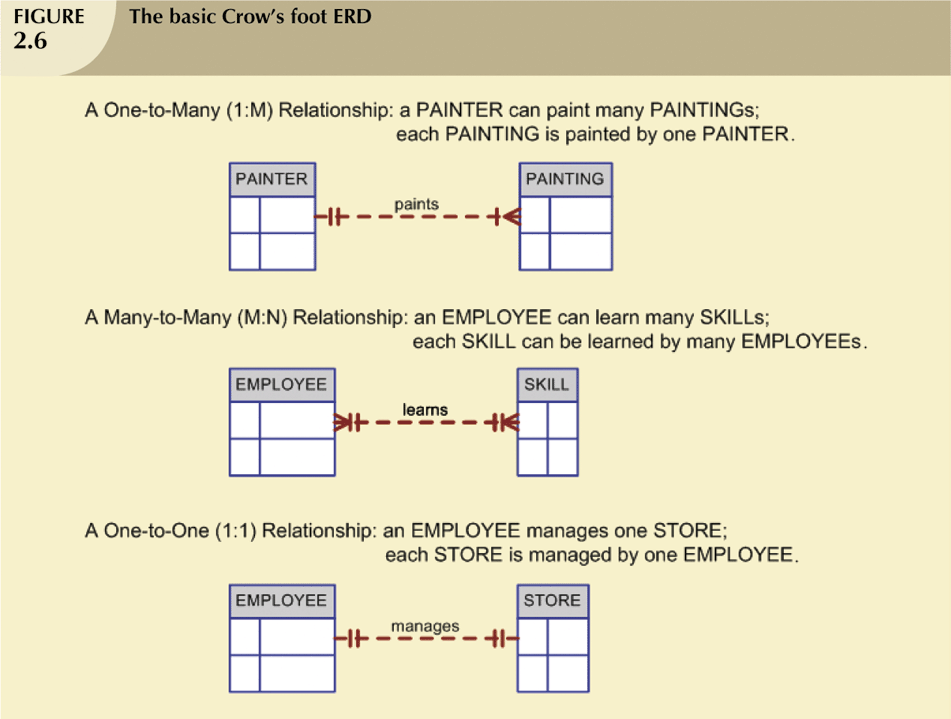 FIGURE The basic Crow's foot ERD
2.6
A One-to-Many (1:M) Relationship: a PAINTER can paint many PAINTINGs;
each PAINTING is painted by one PAINTER.
PAINTER
PAINTING
paints
A Many-to-Many (M:N) Relationship: an EMPLOYEE can learn many SKILLs;
each SKILL can be learned by many EMPLOYEEs.
EMPLOYEE
SKILL
learns
A One-to-One (1:1) Relationship: an EMPLOYEE manages one STORE;
each STORE is managed by one EMPLOYEE.
EMPLOYEE
STORE
manages